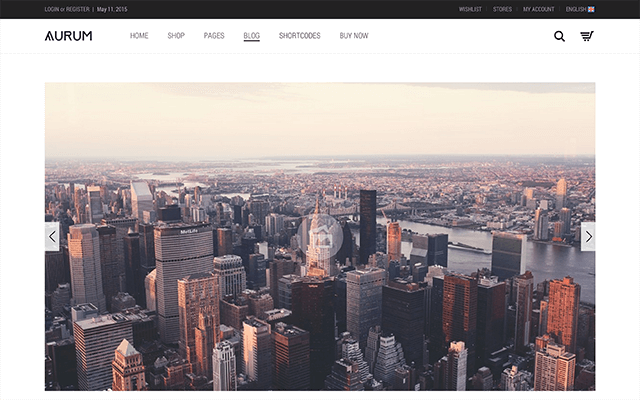 LOGIN or REGISTER | May 11, 2015
WISHLIST STORES MY ACCOUNT ENGLISH
AURUM HOME SHOP PAGES BLOG SHORTCODES BUY NOW
MetLife